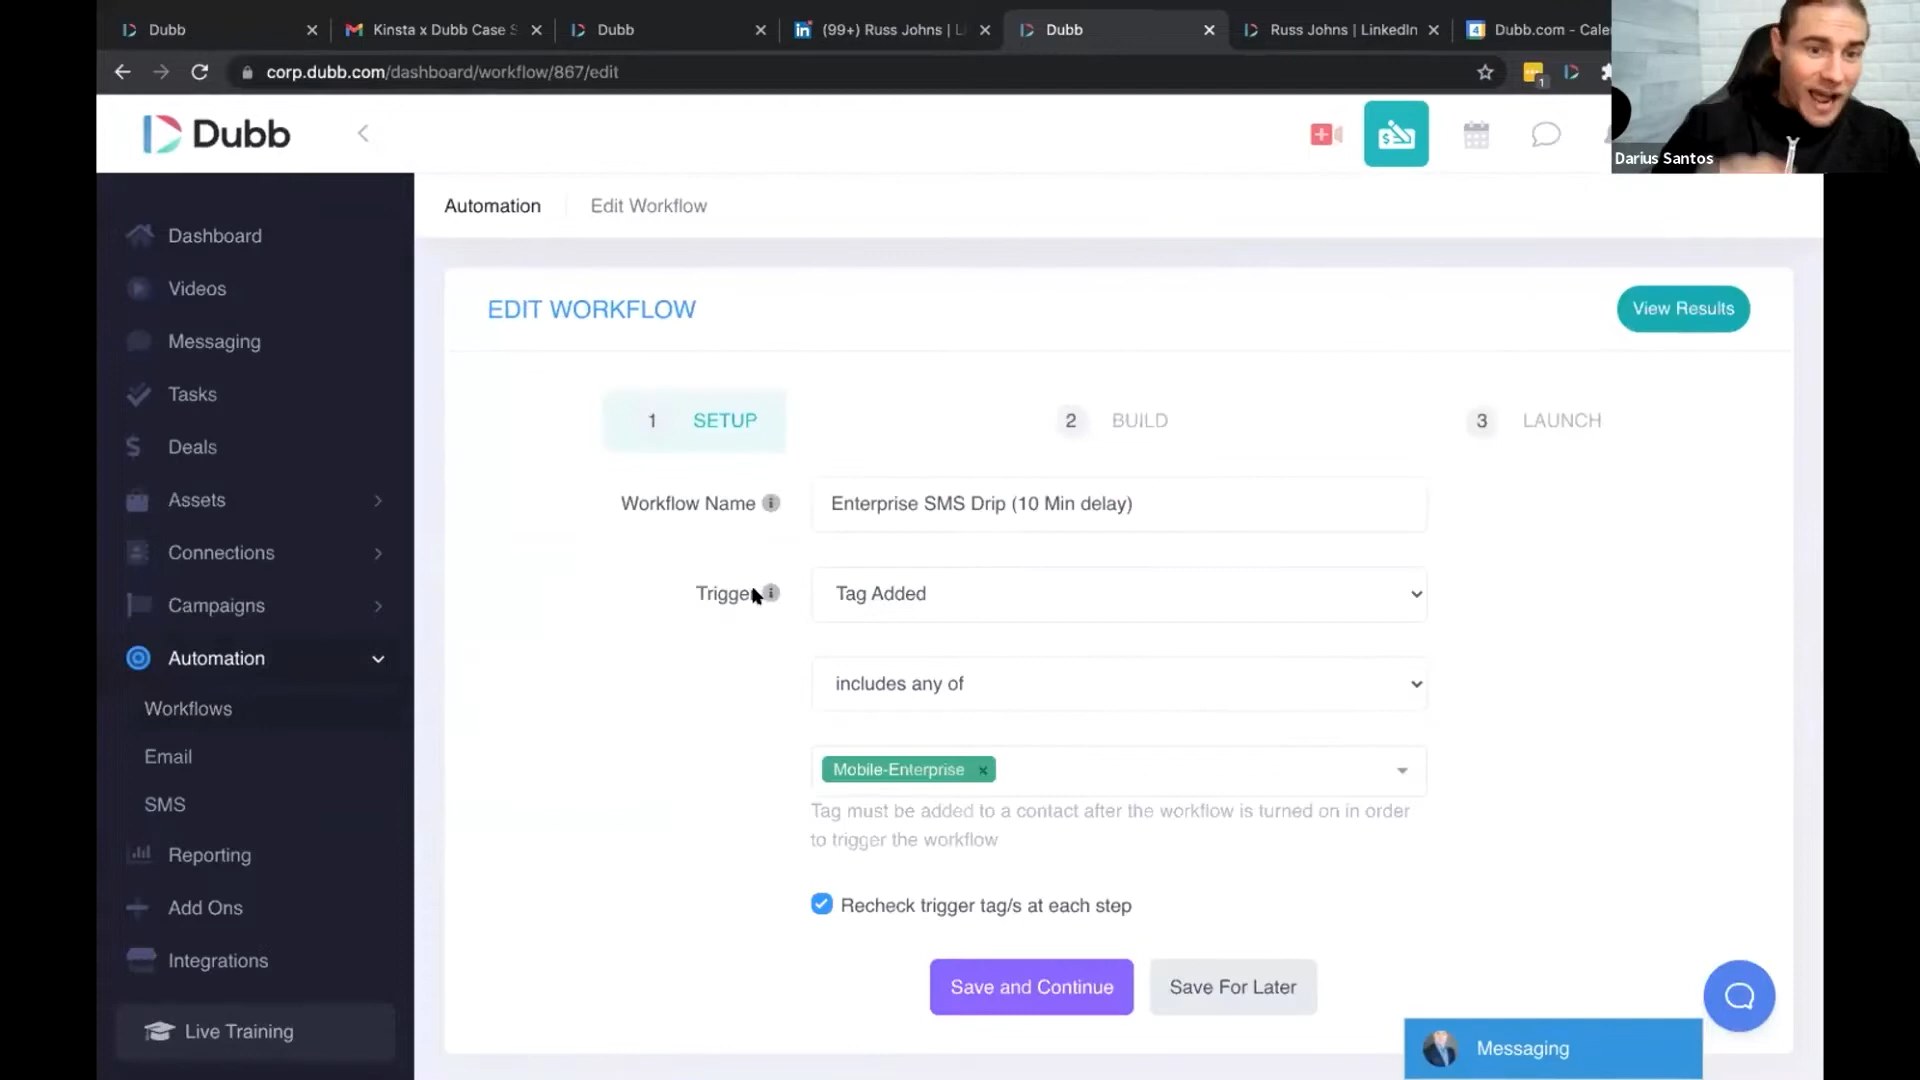 Dubb
Kinsta x Dubb Case S
Dubb
(99+) Russ Johns | L
Dubb
Russ Johns | LinkedIn
Dubb.com - Cale
corp.dubb.com/dashboard/workflow/867/edit
Darius Santos
Dubb
Automation
Edit Workflow
Dashboard
Videos
Messaging
Tasks
Deals
Assets
Connections
Campaigns
Automation
Workflows
Email
SMS
Reporting
Add Ons
Integrations
Live Training
EDIT WORKFLOW
View Results
1 SETUP
2 BUILD
3 LAUNCH
Workflow Name
Enterprise SMS Drip (10 Min delay)
Trigger
Tag Added
includes any of
Mobile-Enterprise ×
Tag must be added to a contact after the workflow is turned on in order
to trigger the workflow
Recheck trigger tag/s at each step
Save and Continue
Save For Later
Messaging